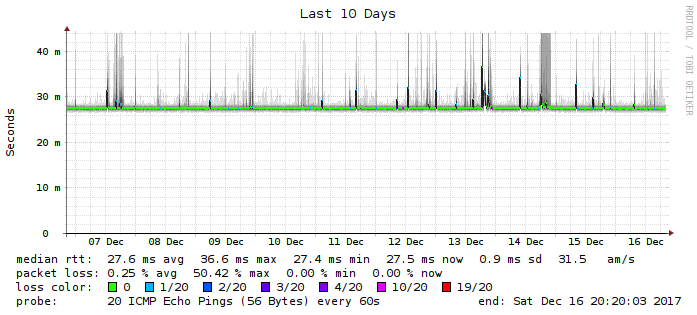 Last 10 Days
RRDTOOL / TOBI OETIKER
Seconds
40 m
30 m
20 m
10 m
0
07 Dec 08 Dec 09 Dec 10 Dec 11 Dec 12 Dec 13 Dec 14 Dec 15 Dec 16 Dec
median rtt: 27.6 ms avg 36.6 ms max 27.4 ms min 27.5 ms now 0.9 ms sd 31.5 am/s
packet loss: 0.25 % avg 50.42 % max 0.00 % min 0.00 % now
loss color: 0 1/20 2/20 3/20 4/20 10/20 19/20
probe: 20 ICMP Echo Pings (56 Bytes) every 60s end: Sat Dec 16 20:20:03 2017